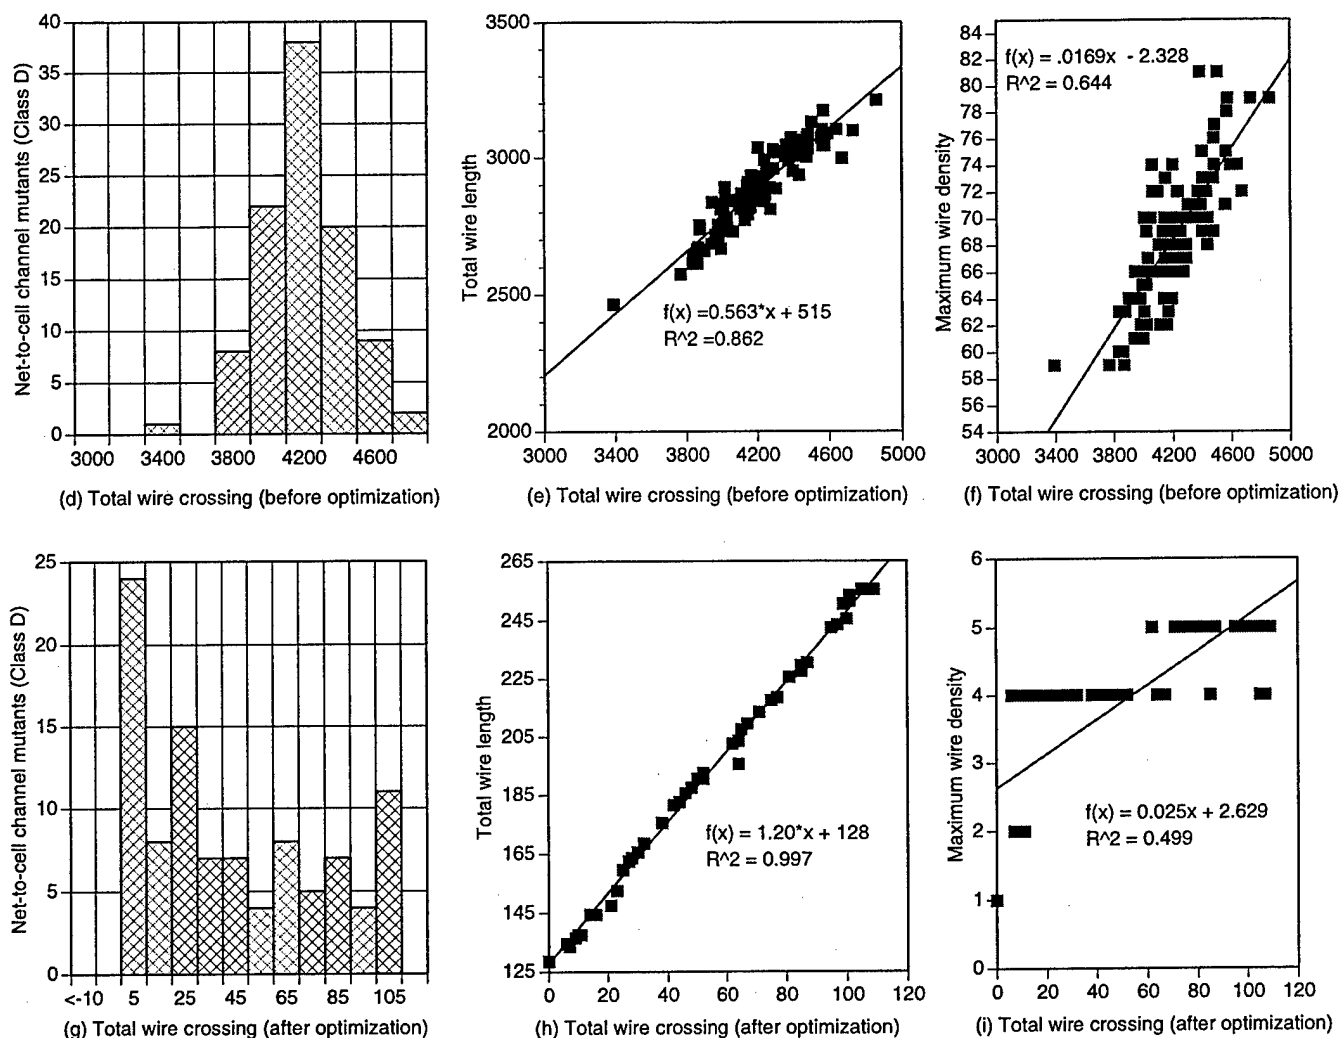 Net-to-cell channel mutants (Class D)
40
35
30
25
20
15
10
5
0
3000 3400 3800 4200 4600
(d) Total wire crossing (before optimization)
Total wire length
3500
3000
2500
2000
f(x) =0.563*x + 515
R^2 =0.862
3000 3400 3800 4200 4600 5000
(e) Total wire crossing (before optimization)
Maximum wire density
84
82
80
78
76
74
72
70
68
66
64
62
60
58
56
54
f(x) = .0169x - 2.328
R^2 = 0.644
3000 3400 3800 4200 4600 5000
(f) Total wire crossing (before optimization)
Net-to-cell channel mutants (Class D)
25
20
15
10
5
0
<-10 5 25 45 65 85 105
(g) Total wire crossing (after optimization)
Total wire length
265
245
225
205
185
165
145
125
f(x) = 1.20*x + 128
R^2 = 0.997
0 20 40 60 80 100 120
(h) Total wire crossing (after optimization)
Maximum wire density
6
5
4
3
2
1
0
f(x) = 0.025x + 2.629
R^2 = 0.499
0 20 40 60 80 100 120
(i) Total wire crossing (after optimization)